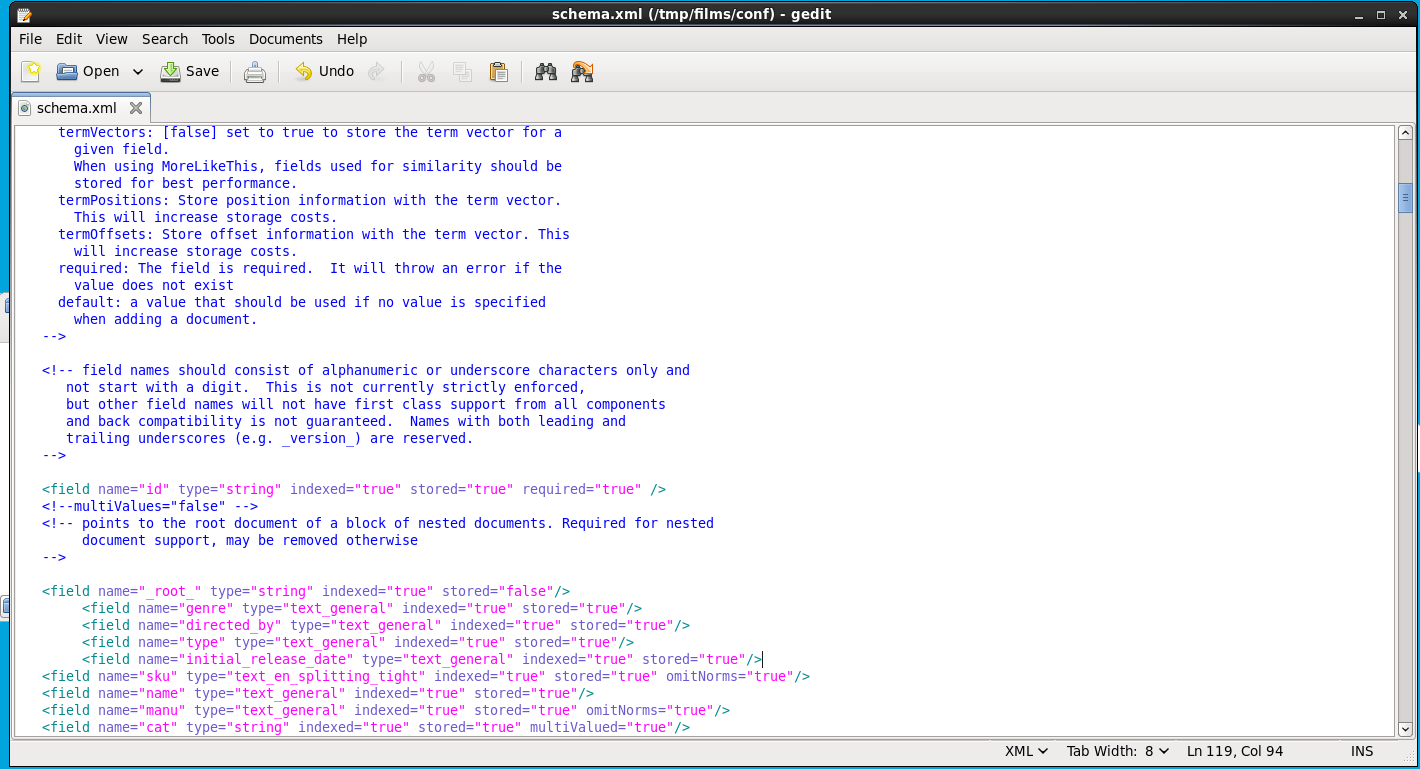 schema.xml (/tmp/films/conf) - gedit
File Edit View Search Tools Documents Help
Open Save Undo
schema.xml
termVectors: [false] set to true to store the term vector for a
given field.
When using MoreLikeThis, fields used for similarity should be
stored for best performance.
termPositions: Store position information with the term vector.
This will increase storage costs.
termOffsets: Store offset information with the term vector. This
will increase storage costs.
required: The field is required.  It will throw an error if the
value does not exist
default: a value that should be used if no value is specified
when adding a document.
-->
<!-- field names should consist of alphanumeric or underscore characters only and
not start with a digit.  This is not currently strictly enforced,
but other field names will not have first class support from all components
and back compatibility is not guaranteed.  Names with both leading and
trailing underscores (e.g. _version_) are reserved.
-->
<field name="id" type="string" indexed="true" stored="true" required="true" />
<!--multiValues="false" -->
<!-- points to the root document of a block of nested documents. Required for nested
document support, may be removed otherwise
-->
<field name="_root_" type="string" indexed="true" stored="false"/>
<field name="genre" type="text_general" indexed="true" stored="true"/>
<field name="directed_by" type="text_general" indexed="true" stored="true"/>
<field name="type" type="text_general" indexed="true" stored="true"/>
<field name="initial_release_date" type="text_general" indexed="true" stored="true"/>
<field name="sku" type="text_en_splitting_tight" indexed="true" stored="true" omitNorms="true"/>
<field name="name" type="text_general" indexed="true" stored="true"/>
<field name="manu" type="text_general" indexed="true" stored="true" omitNorms="true"/>
<field name="cat" type="string" indexed="true" stored="true" multiValued="true"/>
XML Tab Width: 8 Ln 119, Col 94 INS